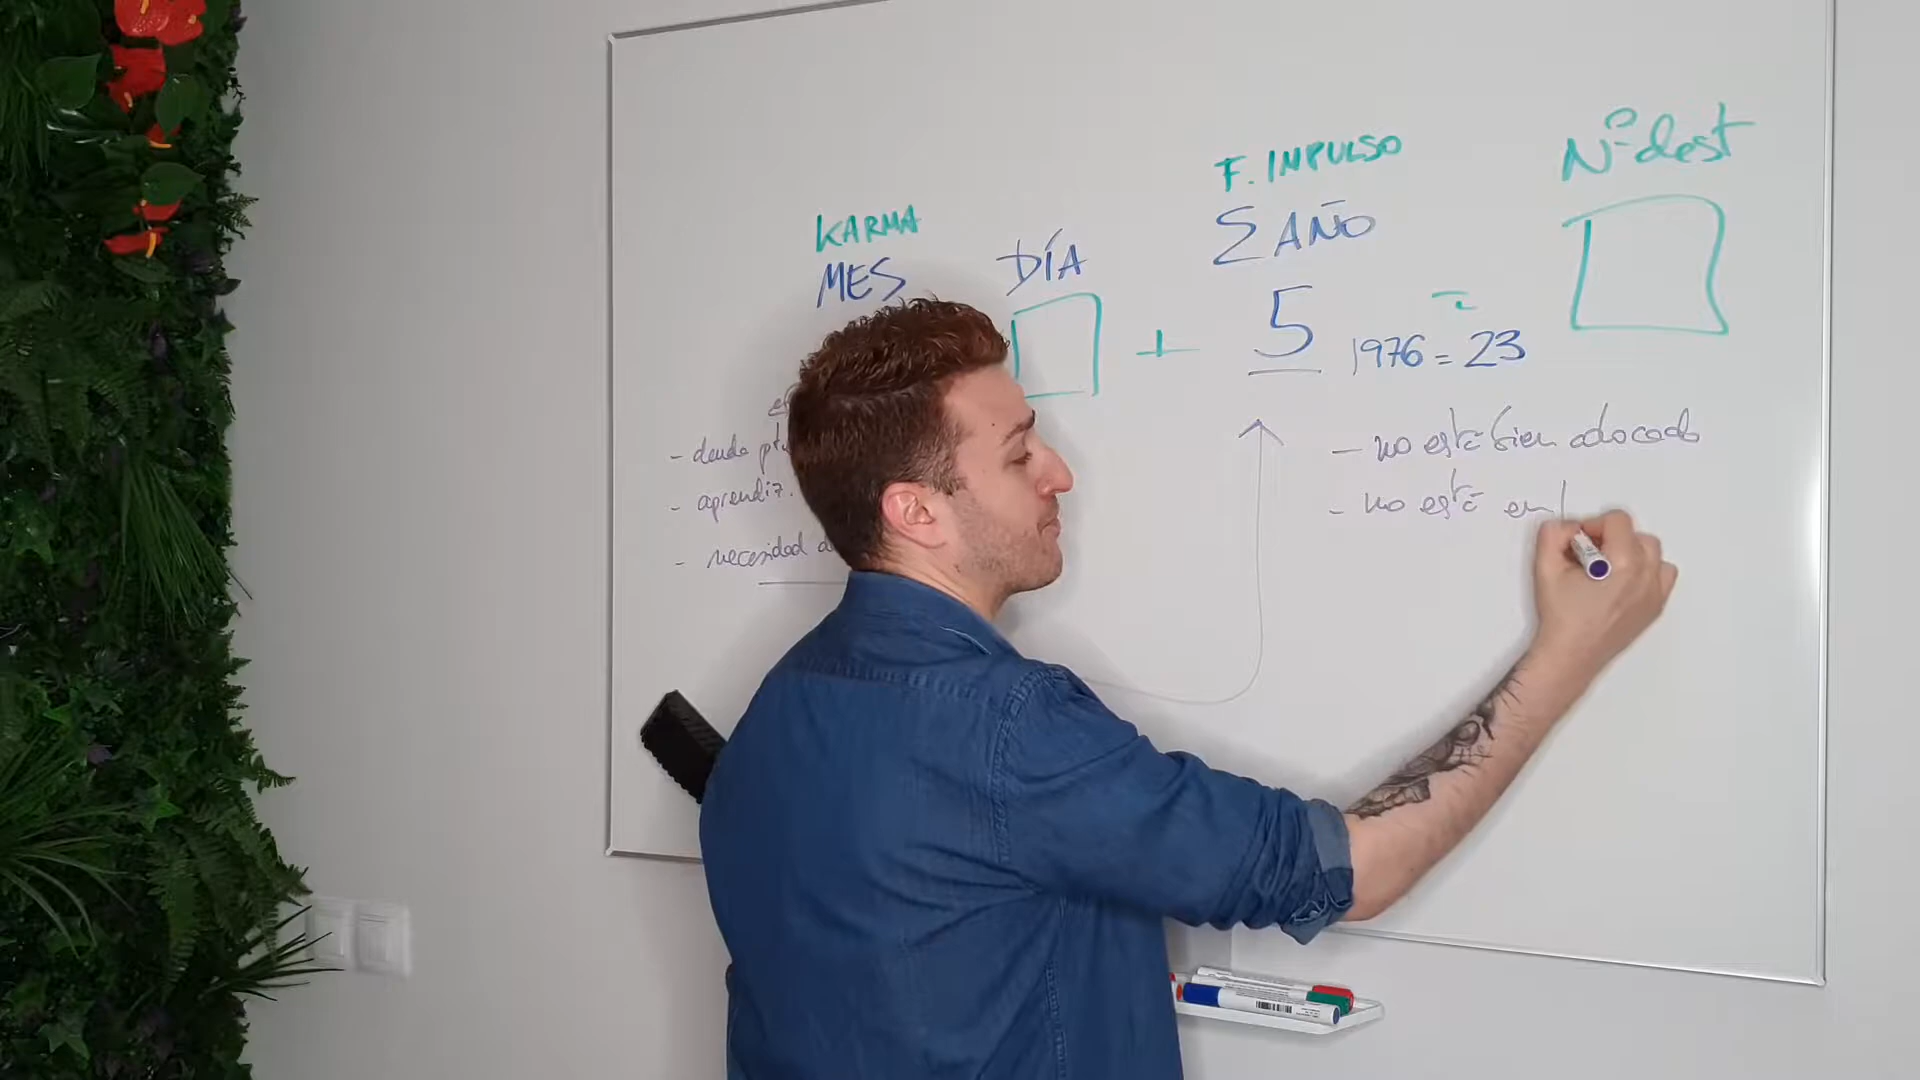 Nº dest
F. IMPULSO
KARMA
Σ AÑO
MES
DÍA
+ 5 1976 = 23 =
- deuda
- aprendiz.
- necesidad
- no está bien colocado
- no está en